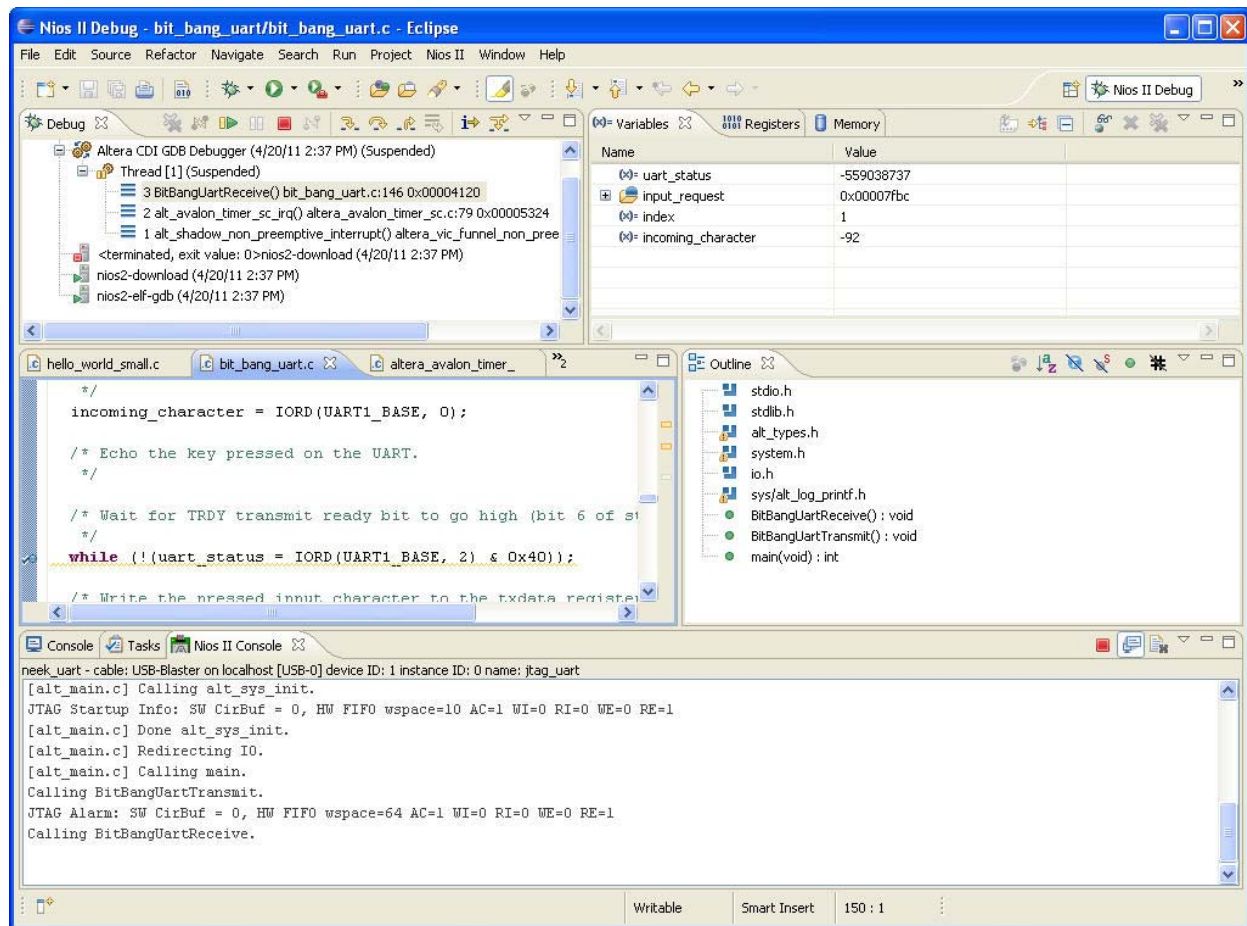 Nios II Debug - bit_bang_uart/bit_bang_uart.c - Eclipse
File Edit Source Refactor Navigate Search Run Project Nios II Window Help
Nios II Debug
Debug
Altera CDI GDB Debugger (4/20/11 2:37 PM) (Suspended)
Thread [1] (Suspended)
3 BitBangUartReceive() bit_bang_uart.c:146 0x00004120
2 alt_avalon_timer_sc_irq() altera_avalon_timer_sc.c:79 0x00005324
1 alt_shadow_non_preemptive_interrupt() altera_vic_funnel_non_pree
<terminated, exit value: 0>nios2-download (4/20/11 2:37 PM)
nios2-download (4/20/11 2:37 PM)
nios2-elf-gdb (4/20/11 2:37 PM)
(x)= Variables Registers Memory
Name Value
(x)= uart_status -559038737
input_request 0x00007fbc
(x)= index 1
(x)= incoming_character -92
hello_world_small.c bit_bang_uart.c altera_avalon_timer_ »2
*/
incoming_character = IORD(UART1_BASE, 0);
/* Echo the key pressed on the UART.
*/
/* Wait for TRDY transmit ready bit to go high (bit 6 of st
*/
while (!(uart_status = IORD(UART1_BASE, 2) & 0x40));
/* Write the pressed input character to the txdata register
Outline
stdio.h
stdlib.h
alt_types.h
system.h
io.h
sys/alt_log_printf.h
BitBangUartReceive() : void
BitBangUartTransmit() : void
main(void) : int
Console Tasks Nios II Console
neek_uart - cable: USB-Blaster on localhost [USB-0] device ID: 1 instance ID: 0 name: jtag_uart
[alt_main.c] Calling alt_sys_init.
JTAG Startup Info: SW CirBuf = 0, HW FIFO wspace=10 AC=1 WI=0 RI=0 WE=0 RE=1
[alt_main.c] Done alt_sys_init.
[alt_main.c] Redirecting IO.
[alt_main.c] Calling main.
Calling BitBangUartTransmit.
JTAG Alarm: SW CirBuf = 0, HW FIFO wspace=64 AC=1 WI=0 RI=0 WE=0 RE=1
Calling BitBangUartReceive.
Writable Smart Insert 150 : 1